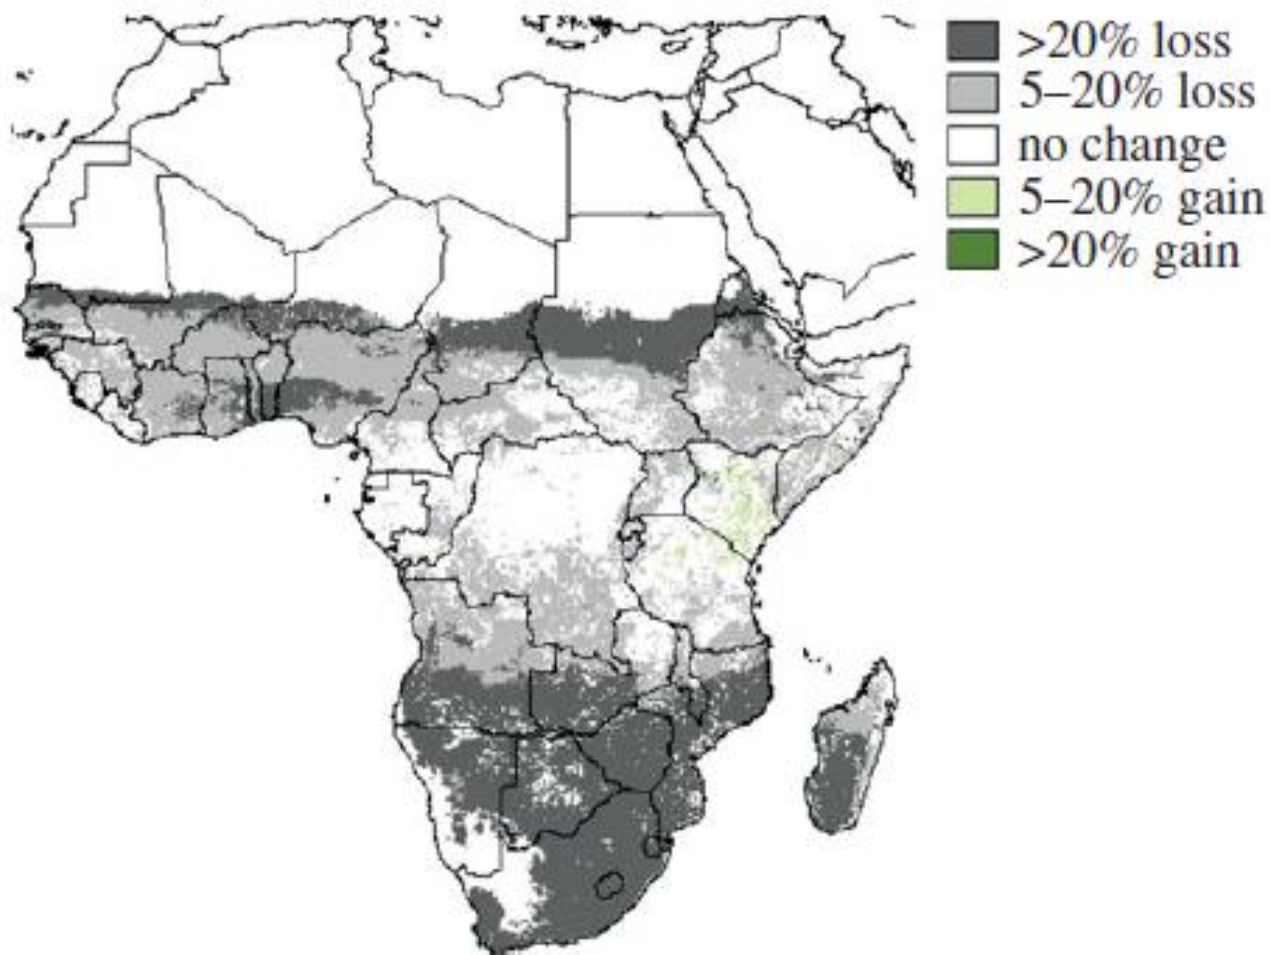 >20% loss
5–20% loss
no change
5–20% gain
>20% gain